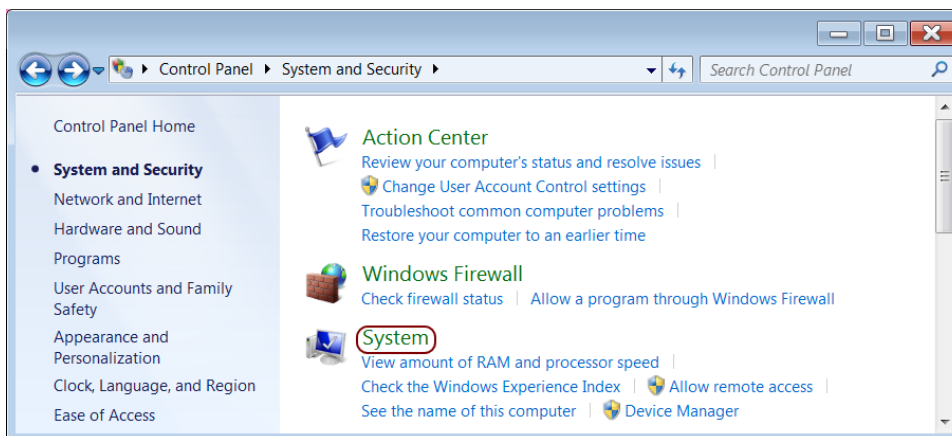 Control Panel System and Security
Search Control Panel
Control Panel Home
System and Security
Network and Internet
Hardware and Sound
Programs
User Accounts and Family
Safety
Appearance and
Personalization
Clock, Language, and Region
Ease of Access
Action Center
Review your computer's status and resolve issues
Change User Account Control settings
Troubleshoot common computer problems
Restore your computer to an earlier time
Windows Firewall
Check firewall status Allow a program through Windows Firewall
System
View amount of RAM and processor speed
Check the Windows Experience Index Allow remote access
See the name of this computer Device Manager